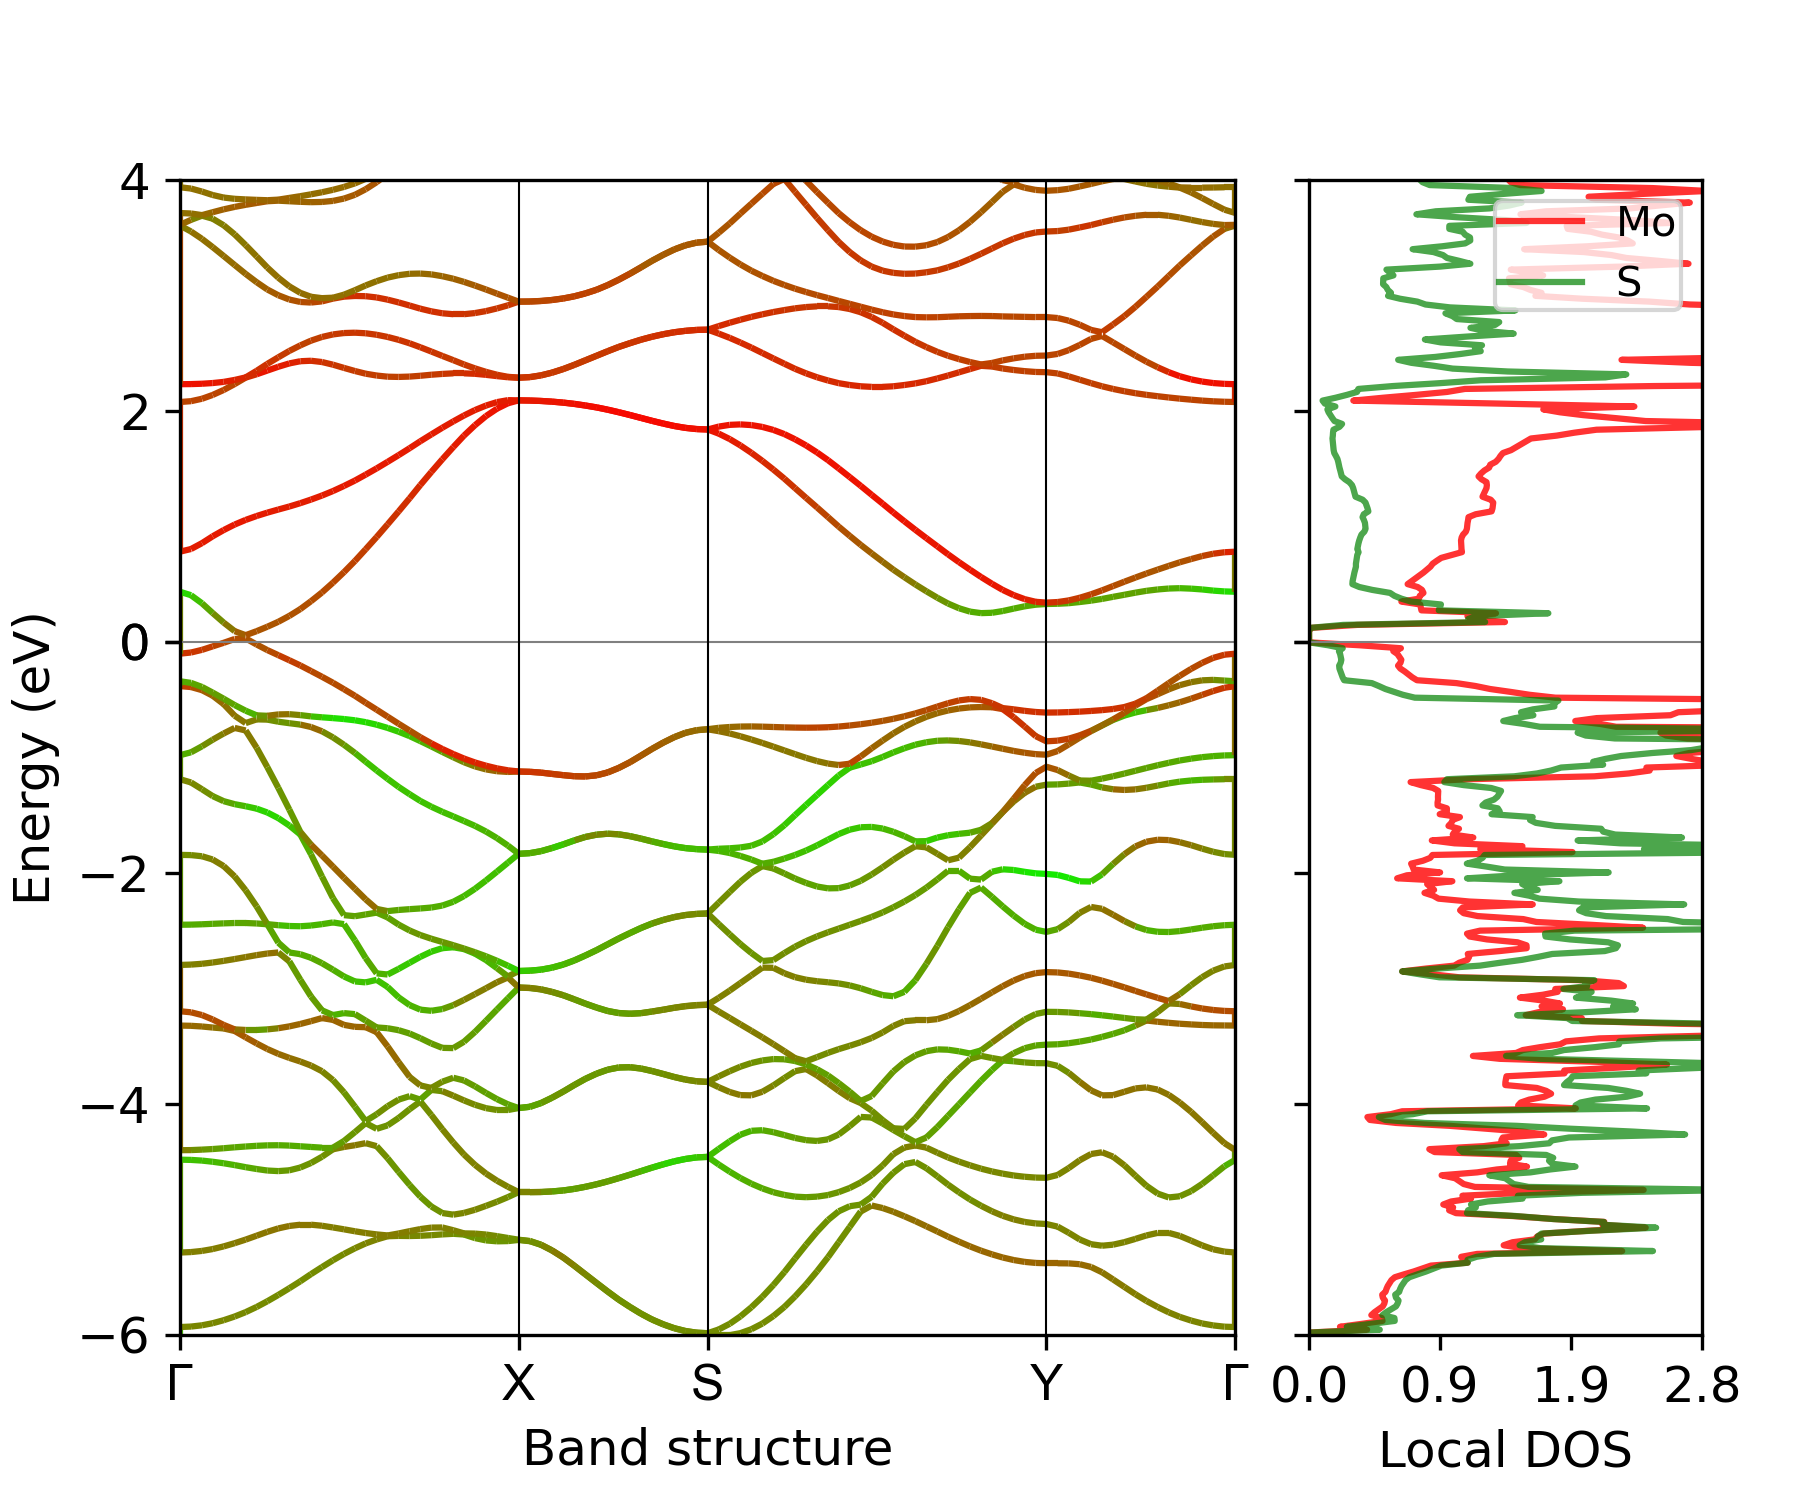 4
2
0
−2
−4
−6
Energy (eV)
Γ X S Y Γ
Band structure
Mo
S
0.0 0.9 1.9 2.8
Local DOS